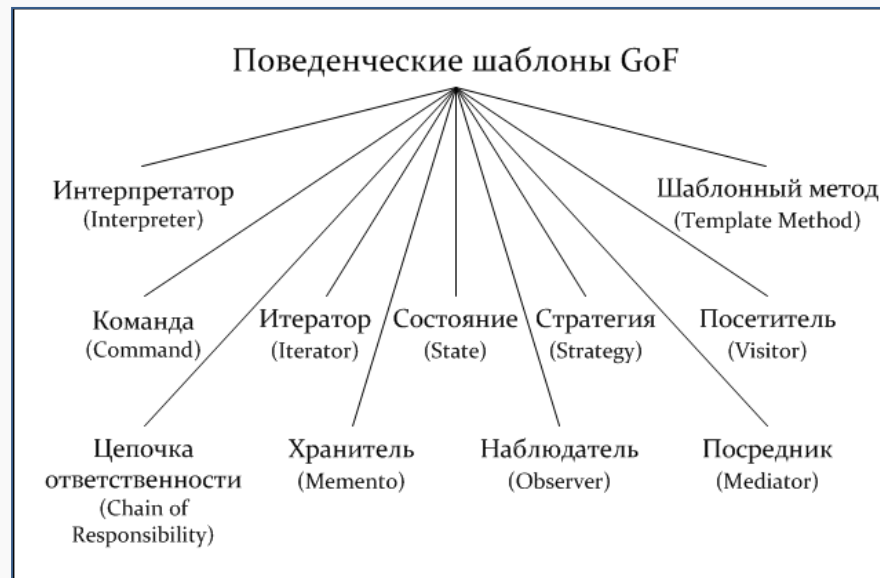 Поведенческие шаблоны GoF
Интерпретатор
(Interpreter)
Шаблонный метод
(Template Method)
Команда
(Command)
Итератор
(Iterator)
Состояние
(State)
Стратегия
(Strategy)
Посетитель
(Visitor)
Цепочка
ответственности
(Chain of
Responsibility)
Хранитель
(Memento)
Наблюдатель
(Observer)
Посредник
(Mediator)